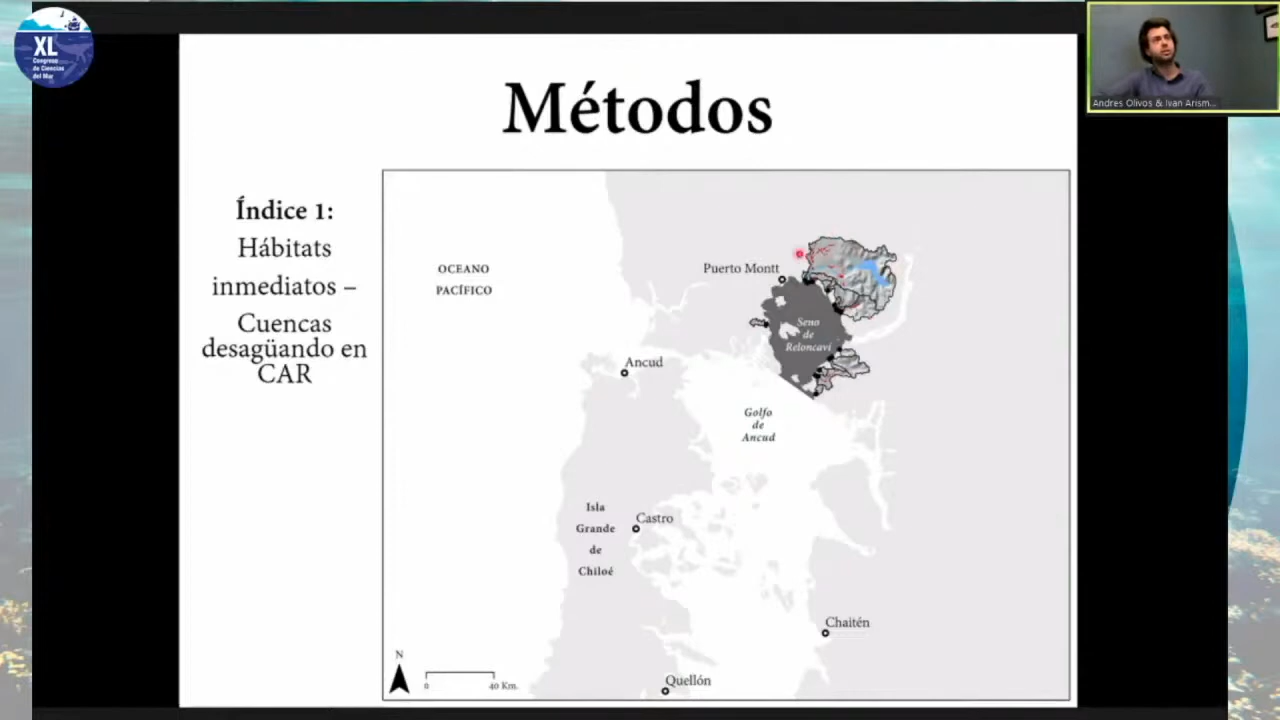 XL
Congreso
de Ciencias
del Mar
Andres Olivos & Ivan Arism...
Métodos
Índice 1:
Hábitats
inmediatos –
Cuencas
desagüando en
CAR
OCEANO
PACÍFICO
Puerto Montt
Seno
de
Reloncaví
Ancud
Golfo
de
Ancud
Isla
Grande
de
Chiloé
Castro
Chaitén
Quellón
N
0
40 Km.